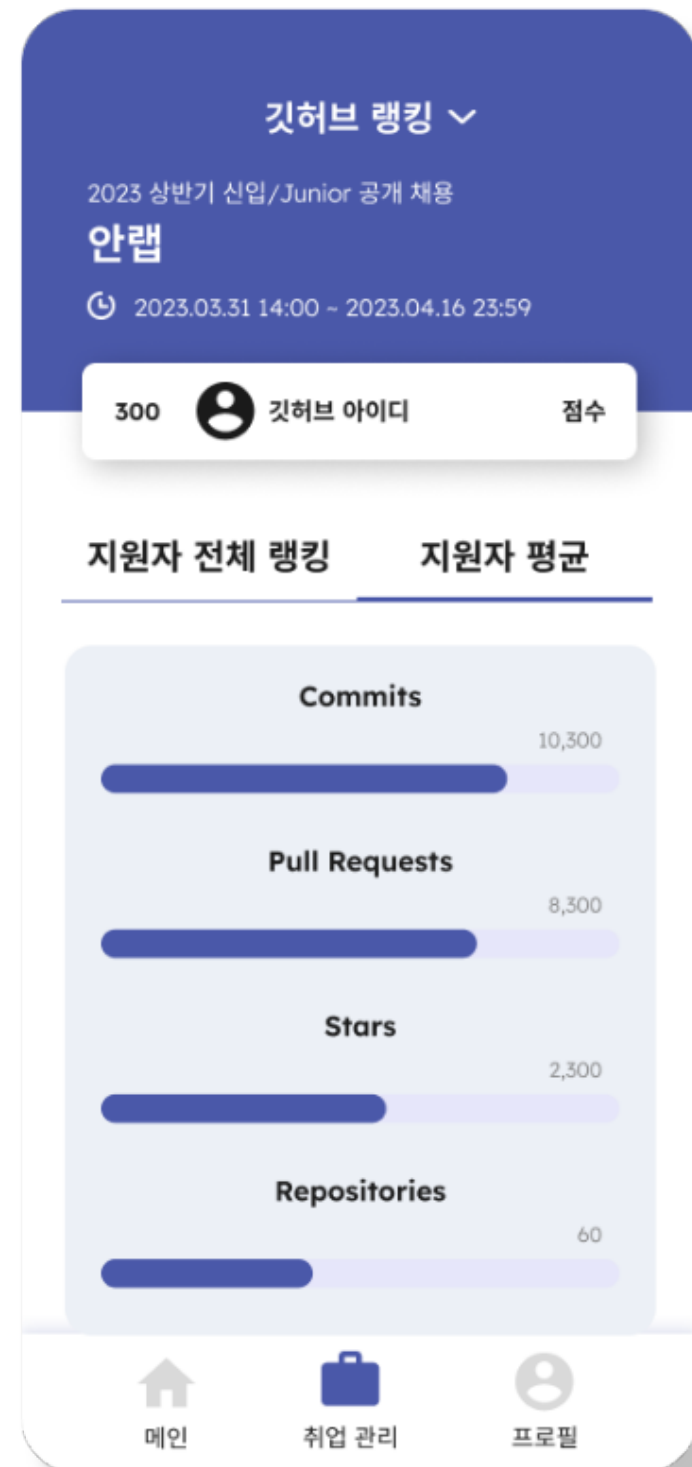 깃허브 랭킹
2023 상반기 신입/Junior 공개 채용
안랩
2023.03.31 14:00 ~ 2023.04.16 23:59
300 깃허브 아이디 점수
지원자 전체 랭킹 지원자 평균
Commits
10,300
Pull Requests
8,300
Stars
2,300
Repositories
60
메인 취업 관리 프로필